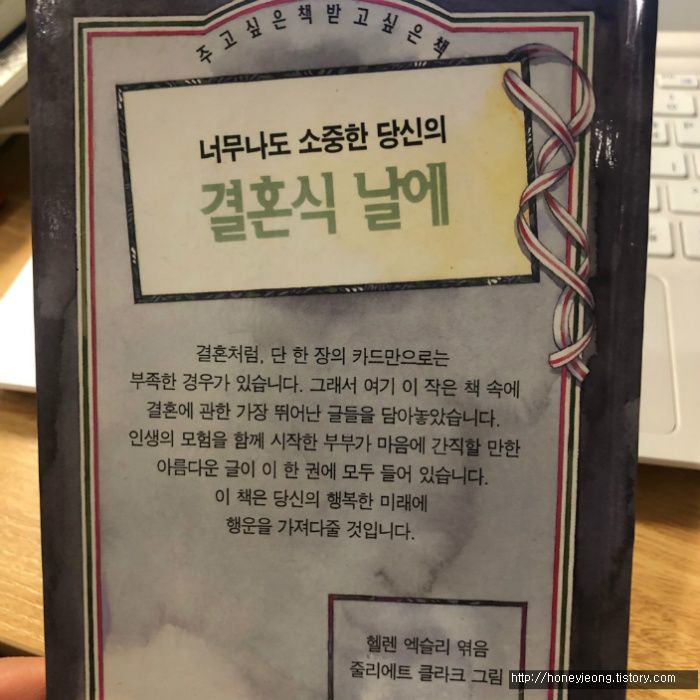 주고싶은책받고싶은책
너무나도 소중한 당신의
결혼식 날에
결혼처럼, 단 한 장의 카드만으로는
부족한 경우가 있습니다. 그래서 여기 이 작은 책 속에
결혼에 관한 가장 뛰어난 글들을 담아놓았습니다.
인생의 모험을 함께 시작한 부부가 마음에 간직할 만한
아름다운 글이 이 한 권에 모두 들어 있습니다.
이 책은 당신의 행복한 미래에
행운을 가져다줄 것입니다.
헬렌 엑슬리 엮음
줄리에트 클라크 그림
http://honeyjeong.tistory.com